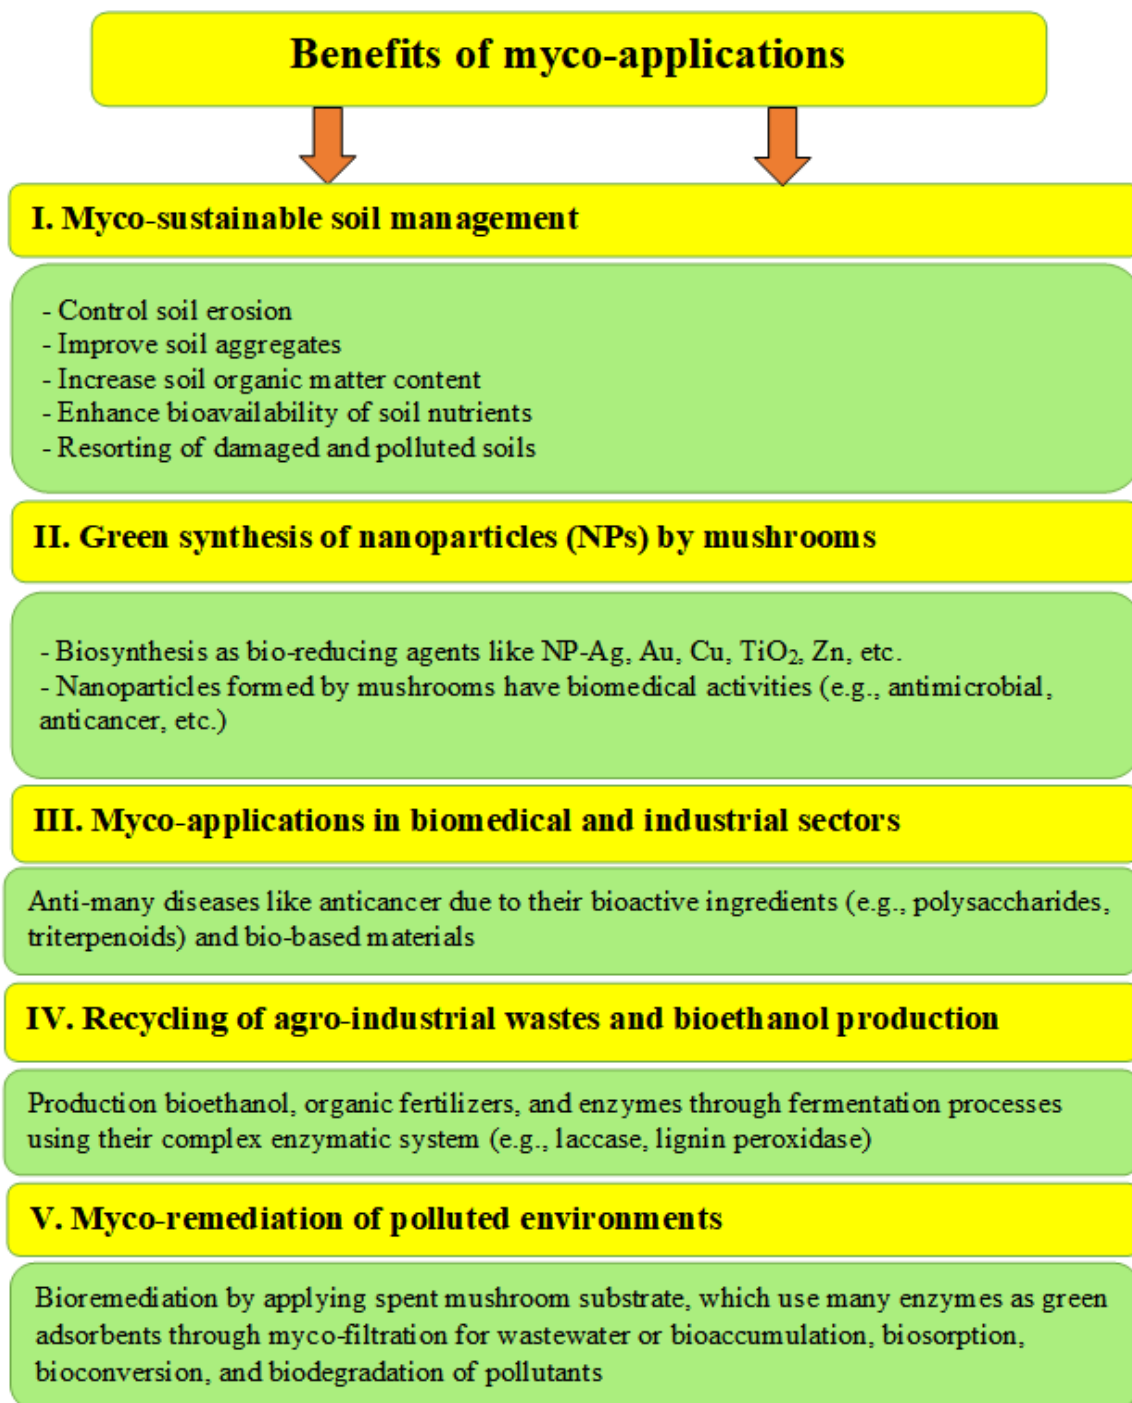 Benefits of myco-applications
I. Myco-sustainable soil management
- Control soil erosion
- Improve soil aggregates
- Increase soil organic matter content
- Enhance bioavailability of soil nutrients
- Resorting of damaged and polluted soils
II. Green synthesis of nanoparticles (NPs) by mushrooms
- Biosynthesis as bio-reducing agents like NP-Ag, Au, Cu, TiO₂, Zn, etc.
- Nanoparticles formed by mushrooms have biomedical activities (e.g., antimicrobial,
anticancer, etc.)
III. Myco-applications in biomedical and industrial sectors
Anti-many diseases like anticancer due to their bioactive ingredients (e.g., polysaccharides,
triterpenoids) and bio-based materials
IV. Recycling of agro-industrial wastes and bioethanol production
Production bioethanol, organic fertilizers, and enzymes through fermentation processes
using their complex enzymatic system (e.g., laccase, lignin peroxidase)
V. Myco-remediation of polluted environments
Bioremediation by applying spent mushroom substrate, which use many enzymes as green
adsorbents through myco-filtration for wastewater or bioaccumulation, biosorption,
bioconversion, and biodegradation of pollutants